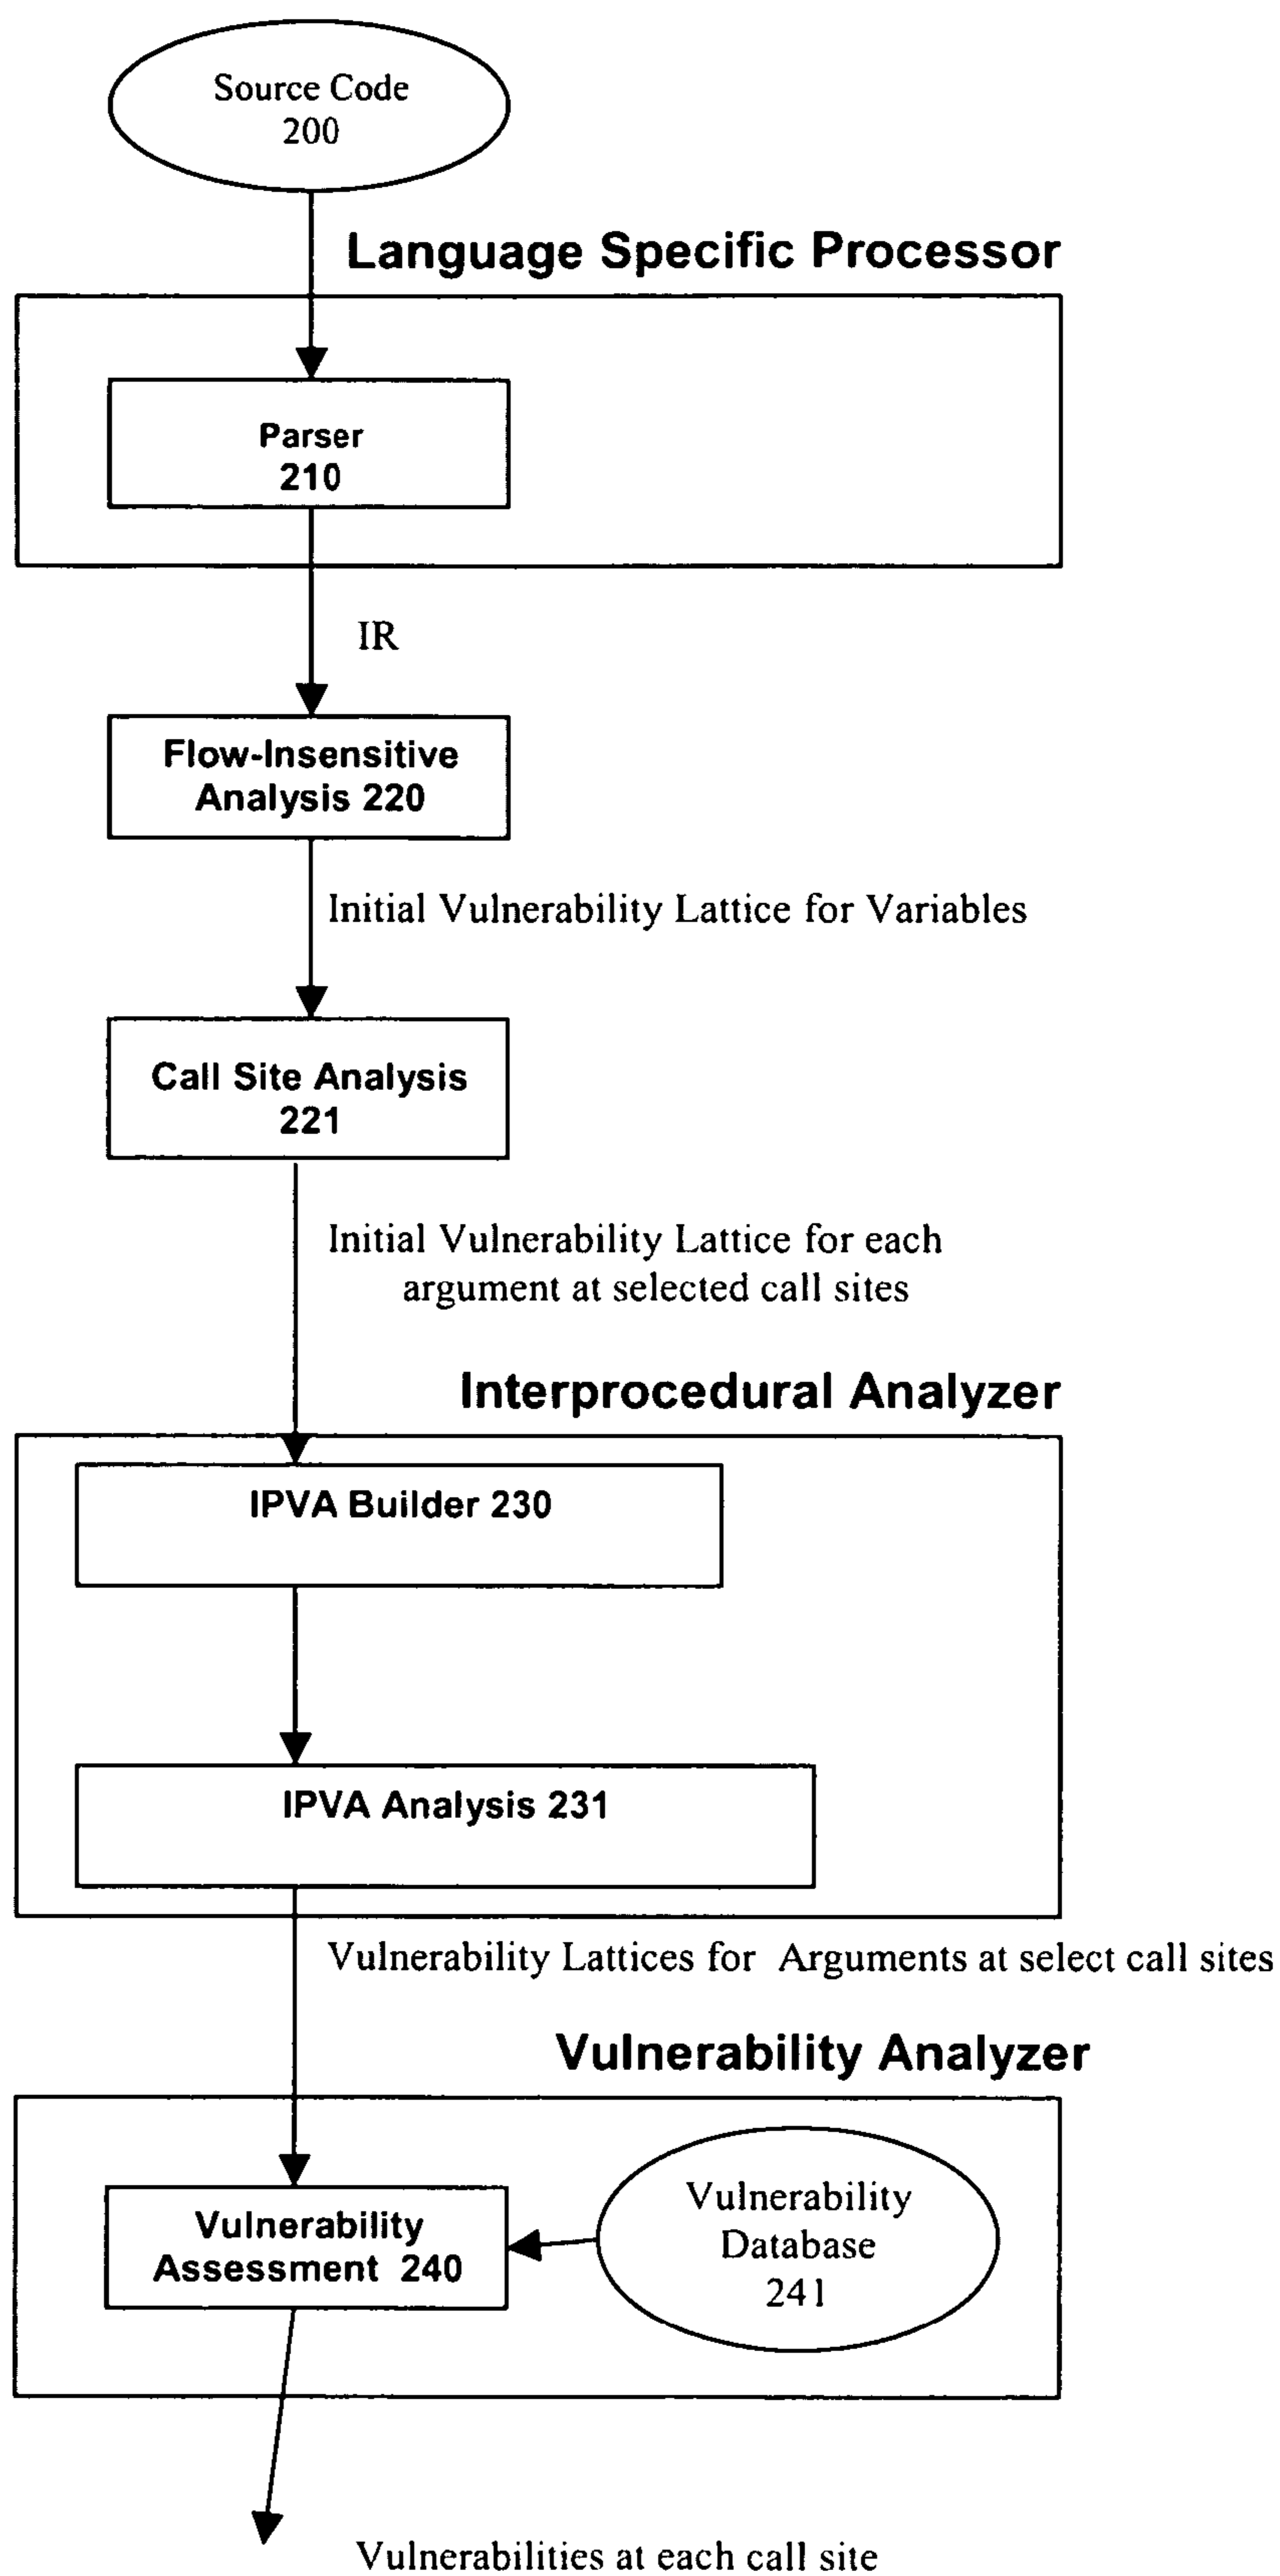 Source Code
200
Language Specific Processor
Parser
210
IR
Flow-Insensitive
Analysis 220
Initial Vulnerability Lattice for Variables
Call Site Analysis
221
Initial Vulnerability Lattice for each
argument at selected call sites
Interprocedural Analyzer
IPVA Builder 230
IPVA Analysis 231
Vulnerability Lattices for Arguments at select call sites
Vulnerability Analyzer
Vulnerability
Assessment 240
Vulnerability
Database
241
Vulnerabilities at each call site